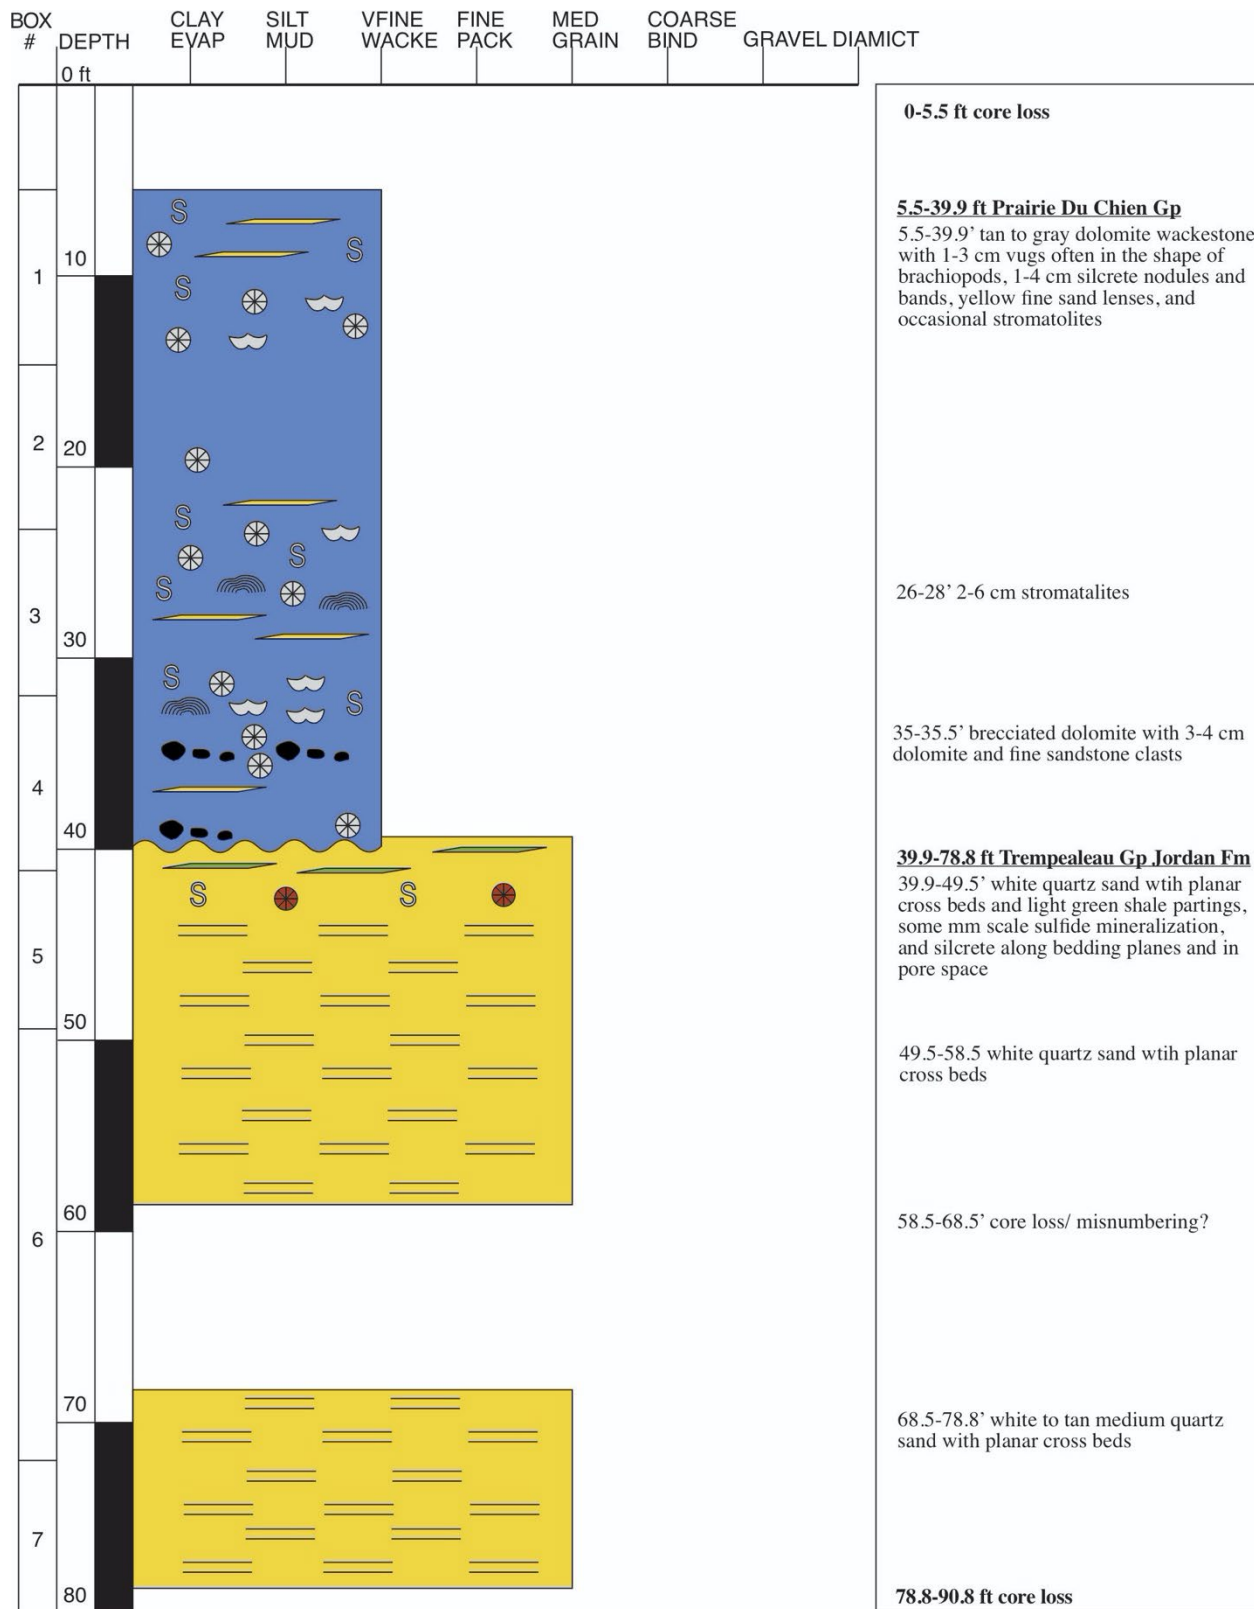 BOX
#
DEPTH
CLAY
EVAP
SILT
MUD
VFINE
WACKE
FINE
PACK
MED
GRAIN
COARSE
BIND
GRAVEL DIAMICT
0 ft
0-5.5 ft core loss
5.5-39.9 ft Prairie Du Chien Gp
5.5-39.9’ tan to gray dolomite wackestone
with 1-3 cm vugs often in the shape of
brachiopods, 1-4 cm silcrete nodules and
bands, yellow fine sand lenses, and
occasional stromatolites
S
S
10
1
S
2
20
S
S
26-28’ 2-6 cm stromatalites
S
3
30
S
S
35-35.5’ brecciated dolomite with 3-4 cm
dolomite and fine sandstone clasts
4
40
39.9-78.8 ft Trempealeau Gp Jordan Fm
39.9-49.5’ white quartz sand wtih planar
cross beds and light green shale partings,
some mm scale sulfide mineralization,
and silcrete along bedding planes and in
pore space
S
S
5
50
49.5-58.5 white quartz sand wtih planar
cross beds
60
58.5-68.5’ core loss/ misnumbering?
6
70
68.5-78.8’ white to tan medium quartz
sand with planar cross beds
7
80
78.8-90.8 ft core loss